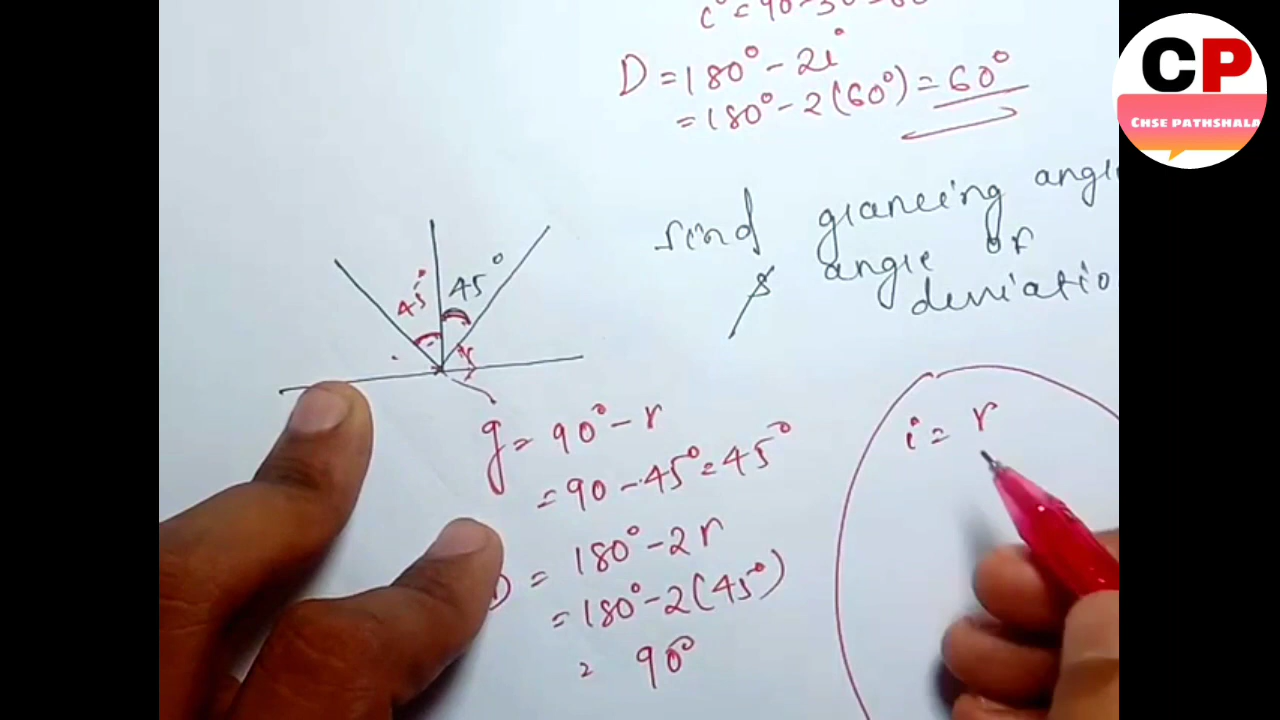 D = 180° - 2i
= 180° - 2(60°) = 60°
CP
CHSE PATHSHALA
find glancing angle
& angle of
deviatio
45° 45°
g = 90° - r
= 90 - 45° = 45°
D = 180° - 2r
= 180° - 2(45°)
= 90°
i = r